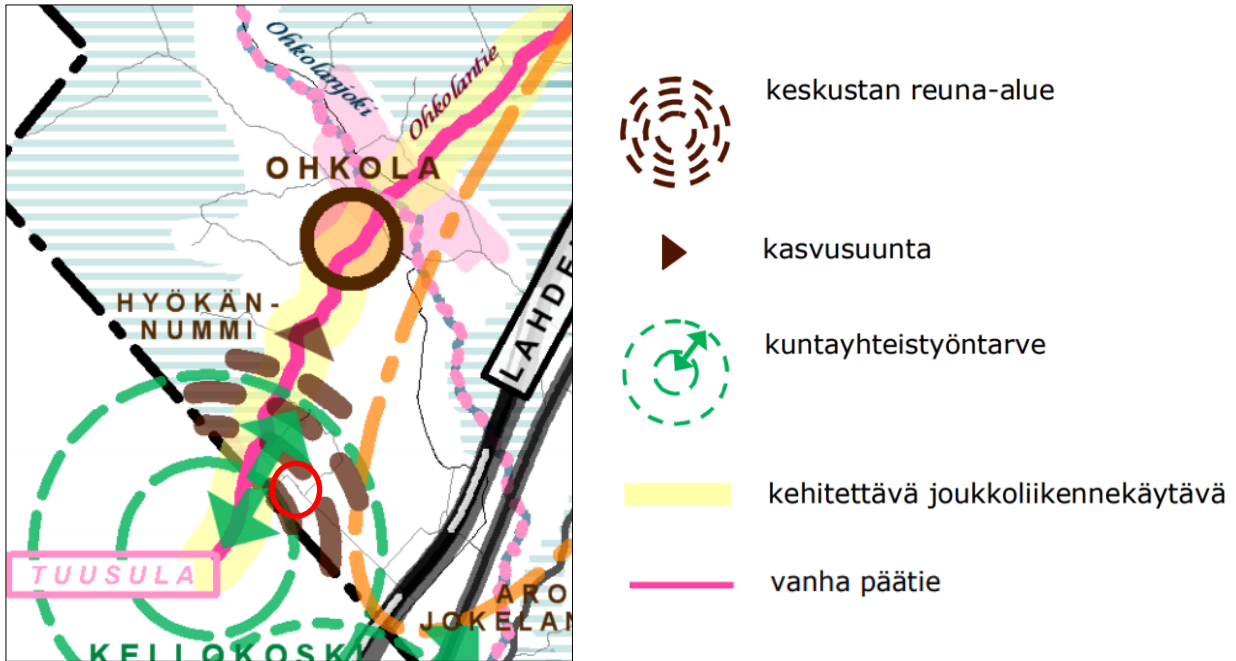 Ohkolanjoki
Ohkolantie
OHKOLA
HYÖKÄN-
NUMMI
LAHDE
TUUSULA
ARO
JOKELAN
KELLOKOSKI
keskustan reuna-alue
kasvusuunta
kuntayhteistyöntarve
kehitettävä joukkoliikennekäytävä
vanha päätie